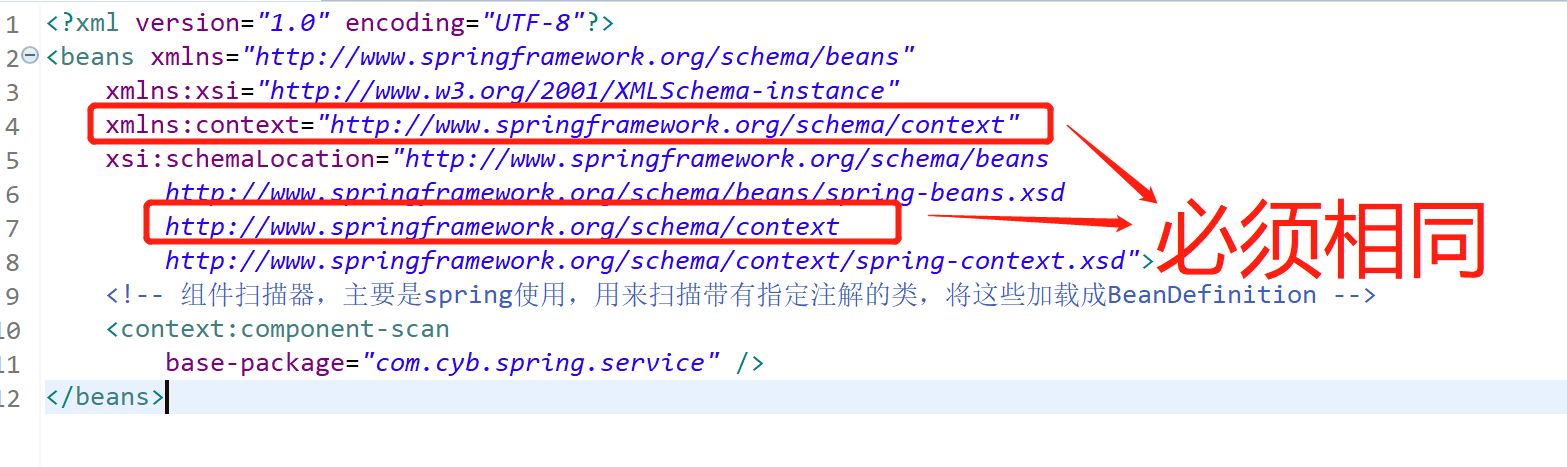 1 <?xml version="1.0" encoding="UTF-8"?>
2 <beans xmlns="http://www.springframework.org/schema/beans"
3 xmlns:xsi="http://www.w3.org/2001/XMLSchema-instance"
4 xmlns:context="http://www.springframework.org/schema/context"
5 xsi:schemaLocation="http://www.springframework.org/schema/beans
6 http://www.springframework.org/schema/beans/spring-beans.xsd
7 http://www.springframework.org/schema/context
8 http://www.springframework.org/schema/context/spring-context.xsd">
必须相同
9 <!-- 组件扫描器，主要是spring使用，用来扫描带有指定注解的类，将这些加载成BeanDefinition -->
10 <context:component-scan
11 base-package="com.cyb.spring.service" />
12 </beans>